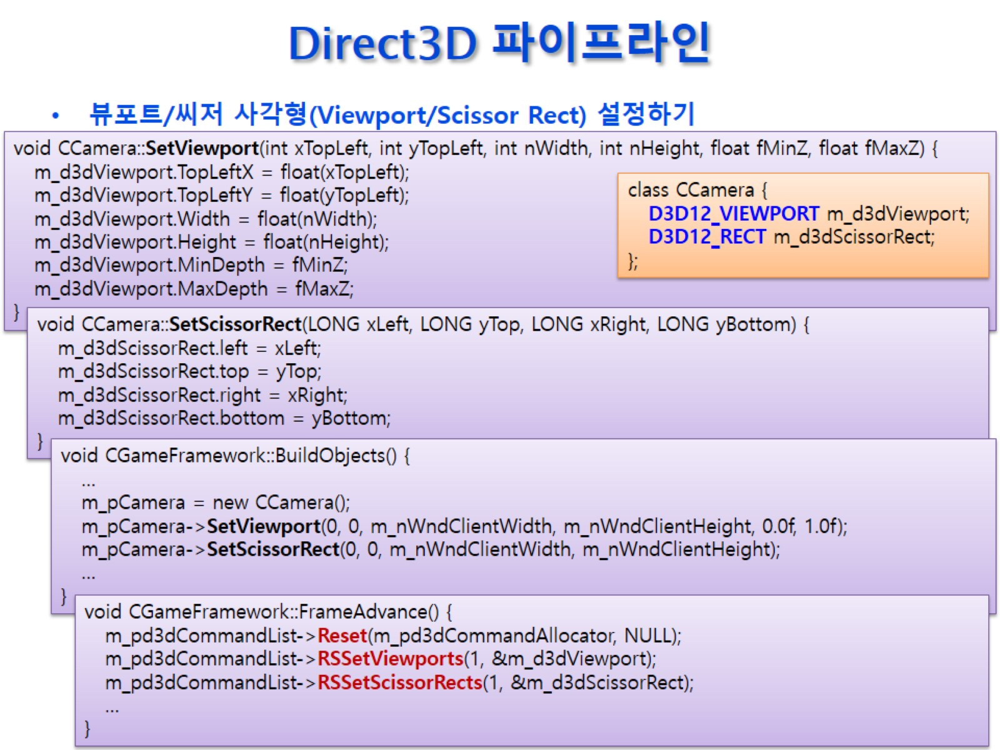 Direct3D 파이프라인
• 뷰포트/씨저 사각형(Viewport/Scissor Rect) 설정하기
void CCamera::SetViewport(int xTopLeft, int yTopLeft, int nWidth, int nHeight, float fMinZ, float fMaxZ) {
m_d3dViewport.TopLeftX = float(xTopLeft);
m_d3dViewport.TopLeftY = float(yTopLeft);
m_d3dViewport.Width = float(nWidth);
m_d3dViewport.Height = float(nHeight);
m_d3dViewport.MinDepth = fMinZ;
m_d3dViewport.MaxDepth = fMaxZ;
}
class CCamera {
D3D12_VIEWPORT m_d3dViewport;
D3D12_RECT m_d3dScissorRect;
};
void CCamera::SetScissorRect(LONG xLeft, LONG yTop, LONG xRight, LONG yBottom) {
m_d3dScissorRect.left = xLeft;
m_d3dScissorRect.top = yTop;
m_d3dScissorRect.right = xRight;
m_d3dScissorRect.bottom = yBottom;
}
void CGameFramework::BuildObjects() {
...
m_pCamera = new CCamera();
m_pCamera->SetViewport(0, 0, m_nWndClientWidth, m_nWndClientHeight, 0.0f, 1.0f);
m_pCamera->SetScissorRect(0, 0, m_nWndClientWidth, m_nWndClientHeight);
...
}
void CGameFramework::FrameAdvance() {
m_pd3dCommandList->Reset(m_pd3dCommandAllocator, NULL);
m_pd3dCommandList->RSSetViewports(1, &m_d3dViewport);
m_pd3dCommandList->RSSetScissorRects(1, &m_d3dScissorRect);
...
}